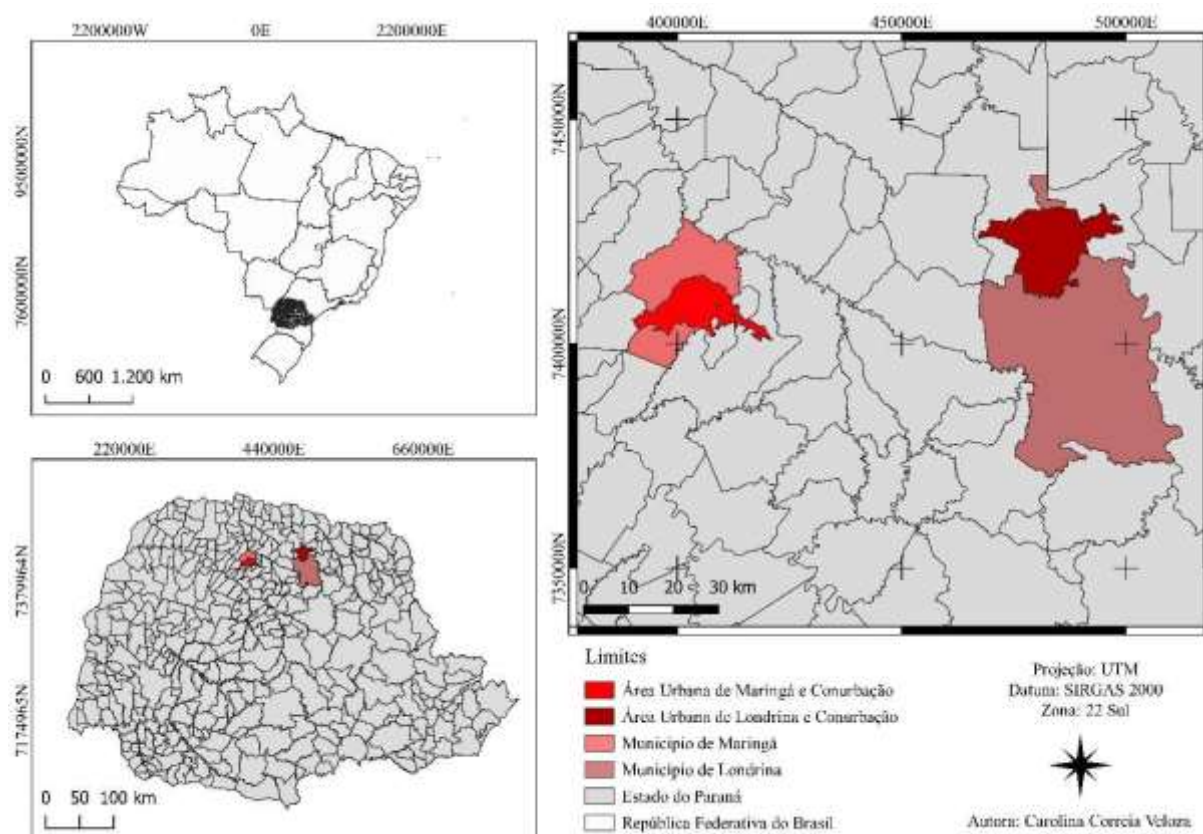 2200000W 0E 2200000E
9500000N
7600000N
0 600 1.200 km
220000E 440000E 660000E
7379964N
7174965N
0 50 100 km
400000E 450000E 500000E
7450000N
7400000N
7350000N
0 10 20 30 km
Limites
Área Urbana de Maringá e Conurbação
Área Urbana de Londrina e Conurbação
Município de Maringá
Município de Londrina
Estado do Paraná
República Federativa do Brasil
Projeção: UTM
Datum: SIRGAS 2000
Zona: 22 Sul
Autora: Carolina Correia Veloza